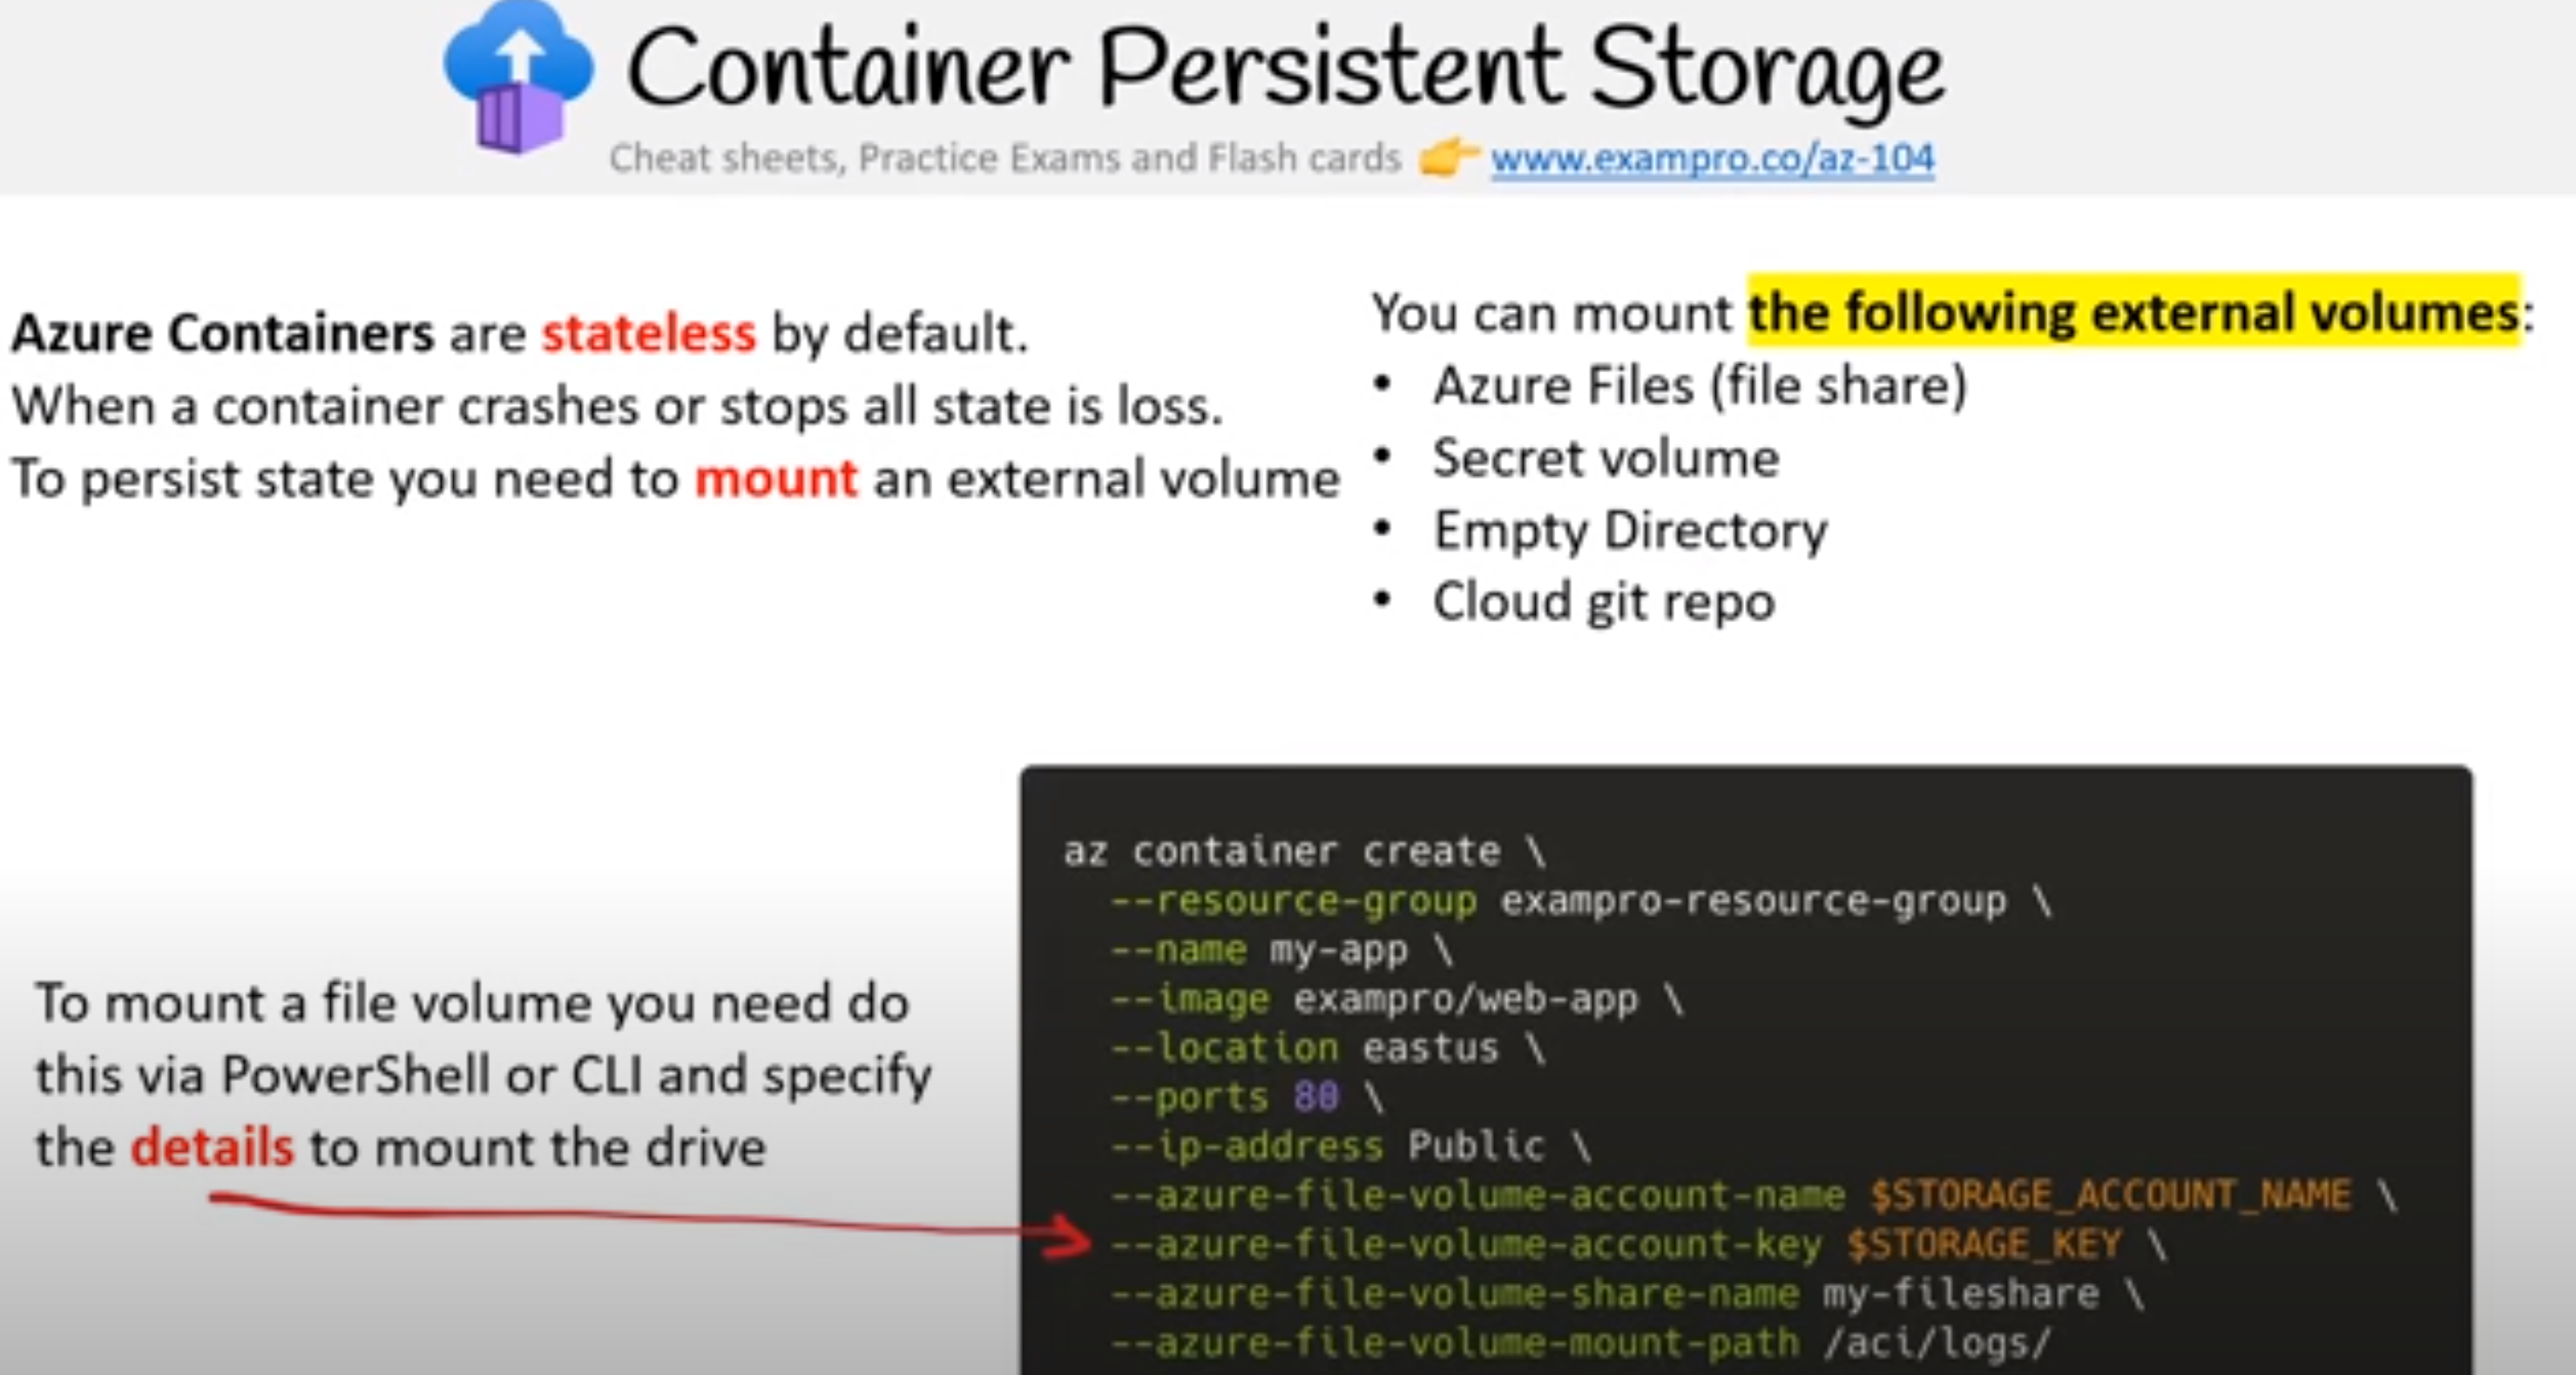 Container Persistent Storage
Cheat sheets, Practice Exams and Flash cards 👉 www.exampro.co/az-104
Azure Containers are stateless by default.
When a container crashes or stops all state is loss.
To persist state you need to mount an external volume
You can mount the following external volumes:
• Azure Files (file share)
• Secret volume
• Empty Directory
• Cloud git repo
To mount a file volume you need do
this via PowerShell or CLI and specify
the details to mount the drive
az container create \
--resource-group exampro-resource-group \
--name my-app \
--image exampro/web-app \
--location eastus \
--ports 80 \
--ip-address Public \
--azure-file-volume-account-name $STORAGE_ACCOUNT_NAME \
--azure-file-volume-account-key $STORAGE_KEY \
--azure-file-volume-share-name my-fileshare \
--azure-file-volume-mount-path /aci/logs/